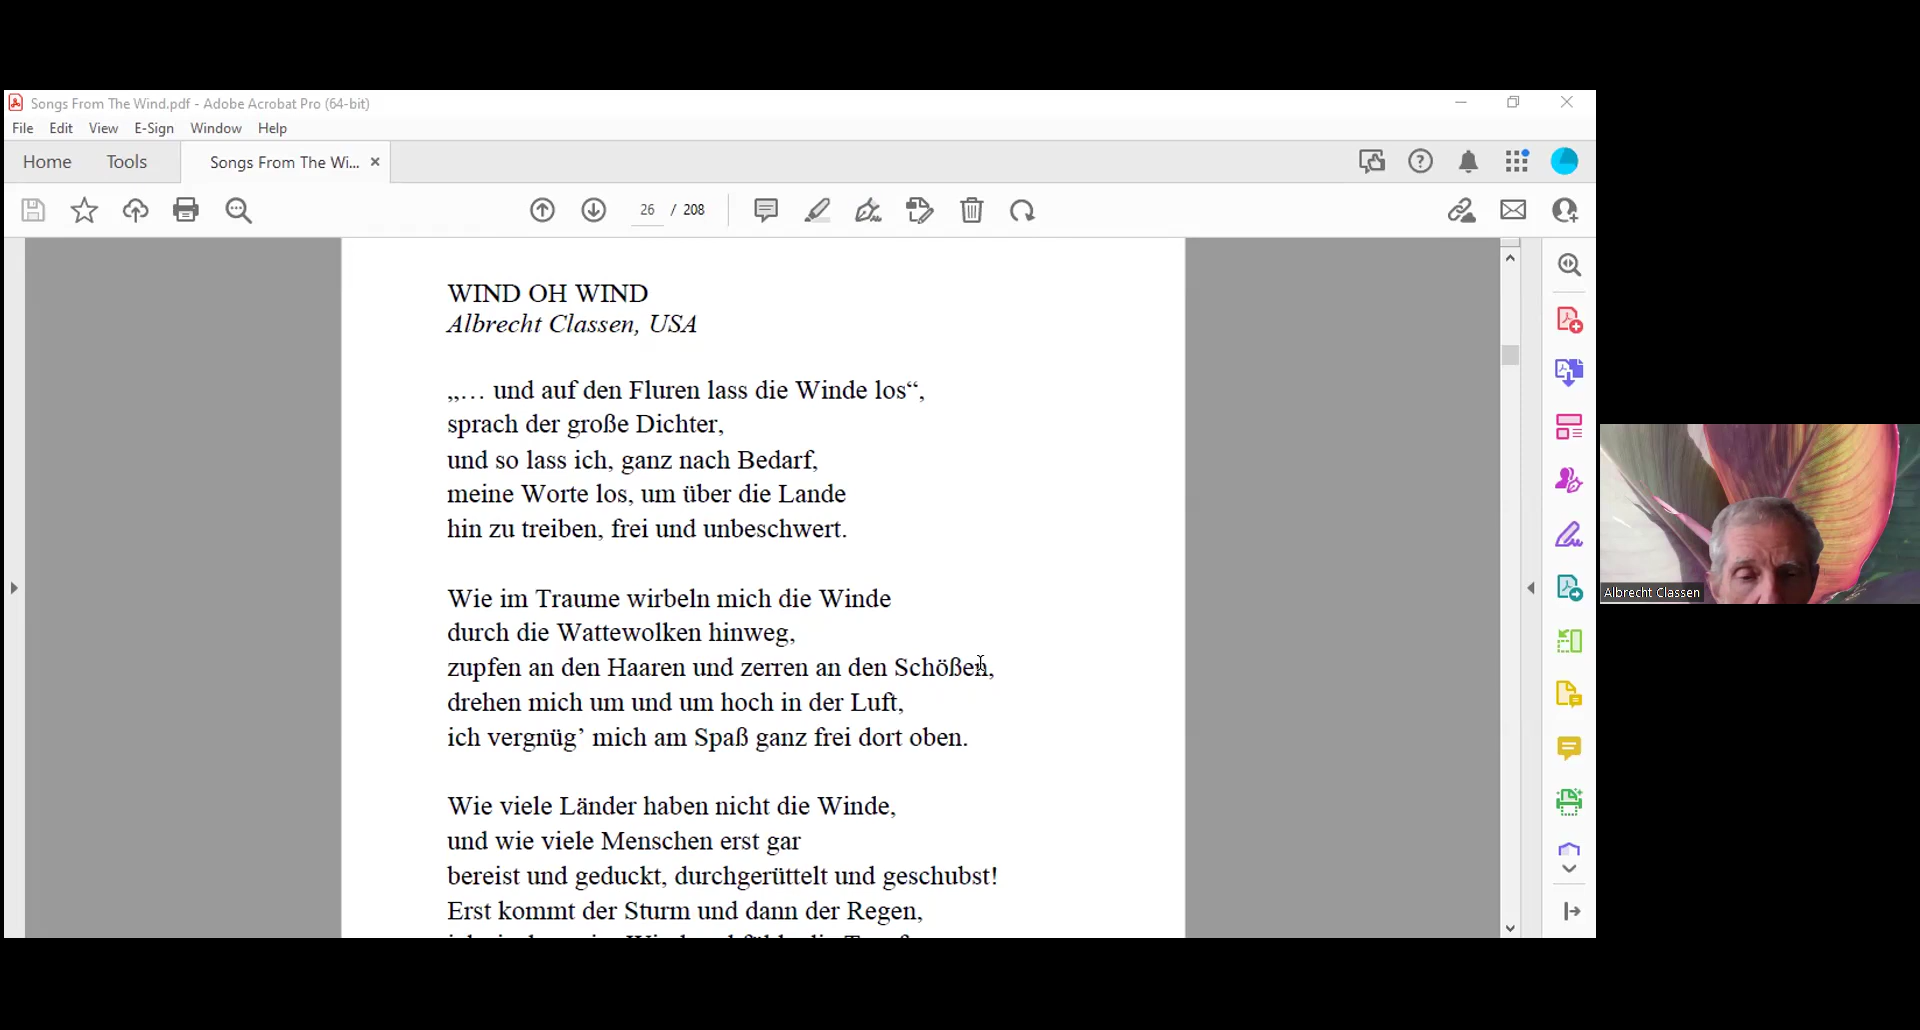 Songs From The Wind.pdf - Adobe Acrobat Pro (64-bit)
File Edit View E-Sign Window Help
Home Tools Songs From The Wi...
26 / 208
WIND OH WIND
Albrecht Classen, USA
„… und auf den Fluren lass die Winde los“,
sprach der große Dichter,
und so lass ich, ganz nach Bedarf,
meine Worte los, um über die Lande
hin zu treiben, frei und unbeschwert.
Wie im Traume wirbeln mich die Winde
durch die Wattewolken hinweg,
zupfen an den Haaren und zerren an den Schößen,
drehen mich um und um hoch in der Luft,
ich vergnüg’ mich am Spaß ganz frei dort oben.
Wie viele Länder haben nicht die Winde,
und wie viele Menschen erst gar
bereist und geduckt, durchgerüttelt und geschubst!
Erst kommt der Sturm und dann der Regen,
Albrecht Classen